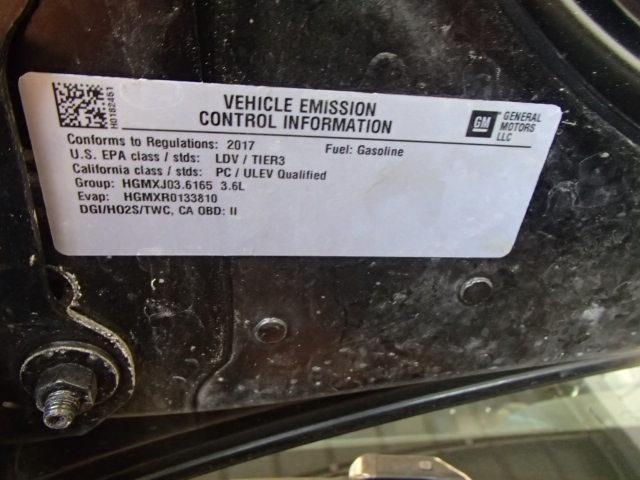 H0182451
VEHICLE EMISSION
CONTROL INFORMATION
GM
GENERAL
MOTORS
LLC
Conforms to Regulations: 2017 Fuel: Gasoline
U.S. EPA class / stds: LDV / TIER3
California class / stds: PC / ULEV Qualified
Group: HGMXJ03.6165 3.6L
Evap: HGMXR0133810
DGI/HO2S/TWC, CA OBD: II